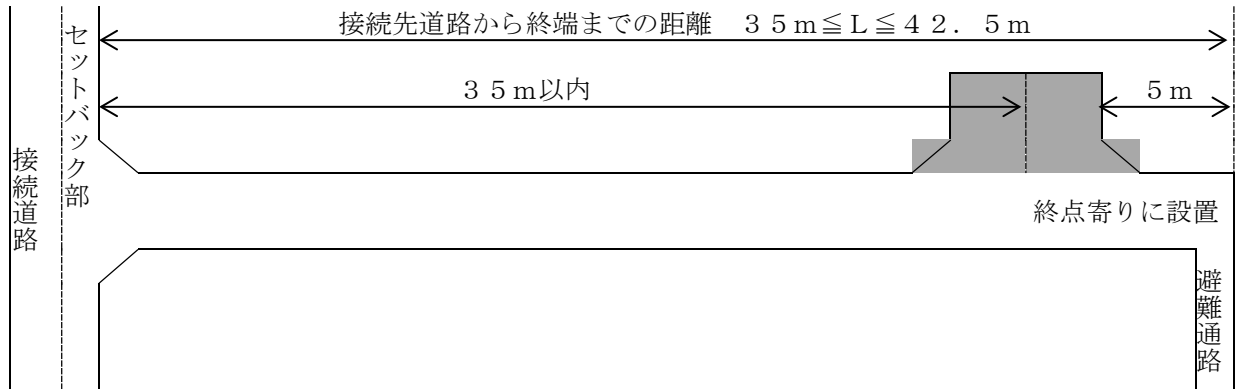 接続先道路から終端までの距離　３５ｍ≦Ｌ≦４２．５ｍ
セットバック部
３５ｍ以内
５ｍ
接続道路
終点寄りに設置
避難通路